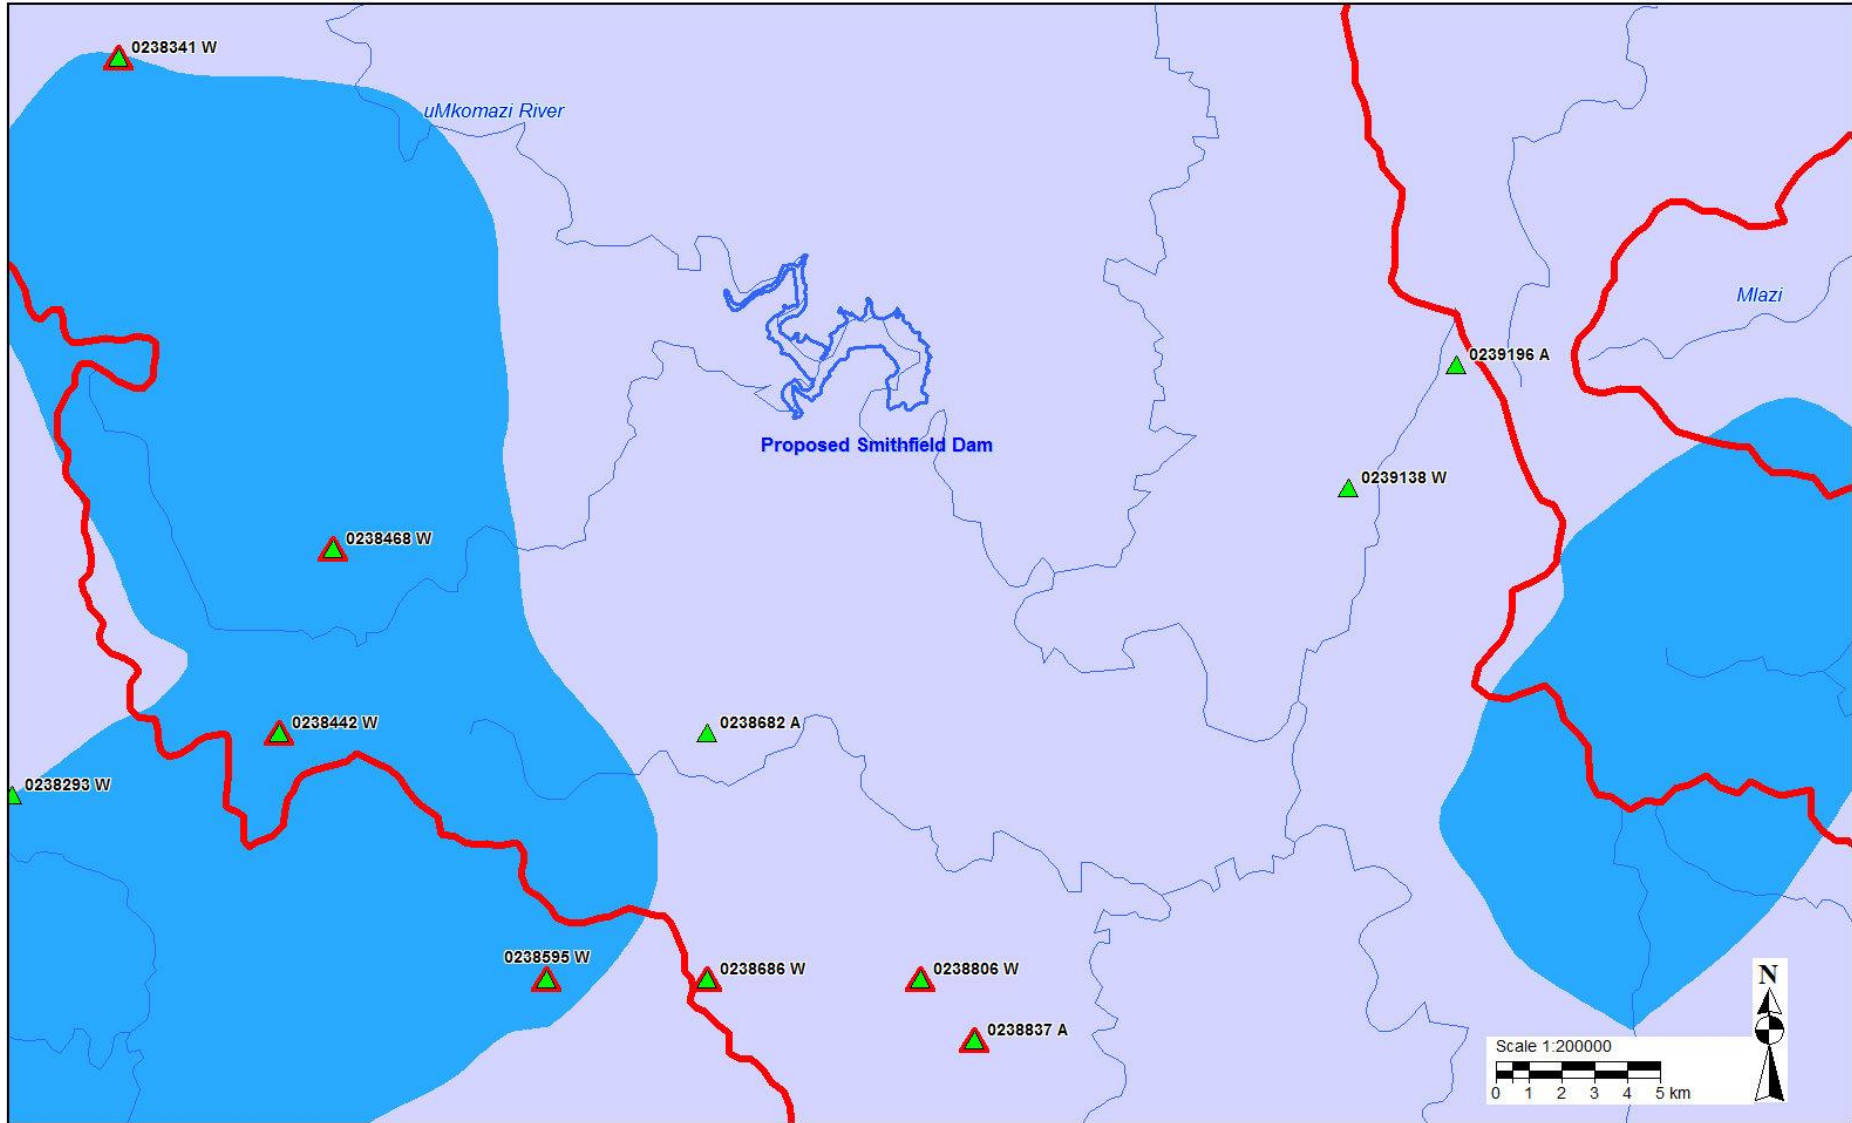 0238341 W
uMkomazi River
Mlazi
0239196 A
Proposed Smithfield Dam
0239138 W
0238468 W
0238442 W
0238682 A
0238293 W
0238595 W
0238686 W
0238806 W
0238837 A
N
Scale 1:200000
0 1 2 3 4 5 km